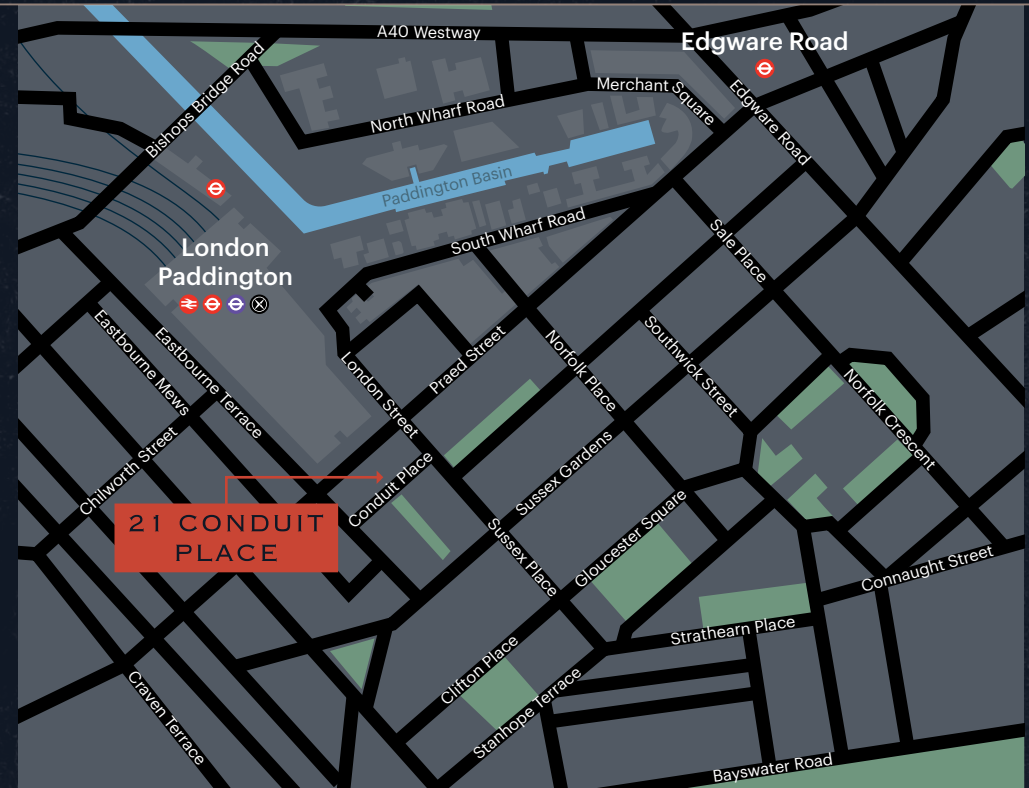 A40 Westway
Edgware Road
Bishops Bridge Road
North Wharf Road
Merchant Square
Edgware Road
Paddington Basin
South Wharf Road
Sale Place
London
Paddington
Eastbourne Mews
Eastbourne Terrace
London Street
Praed Street
Norfolk Place
Southwick Street
Norfolk Crescent
Chilworth Street
Conduit Place
Sussex Gardens
21 CONDUIT
PLACE
Sussex Place
Gloucester Square
Connaught Street
Strathearn Place
Clifton Place
Stanhope Terrace
Craven Terrace
Bayswater Road